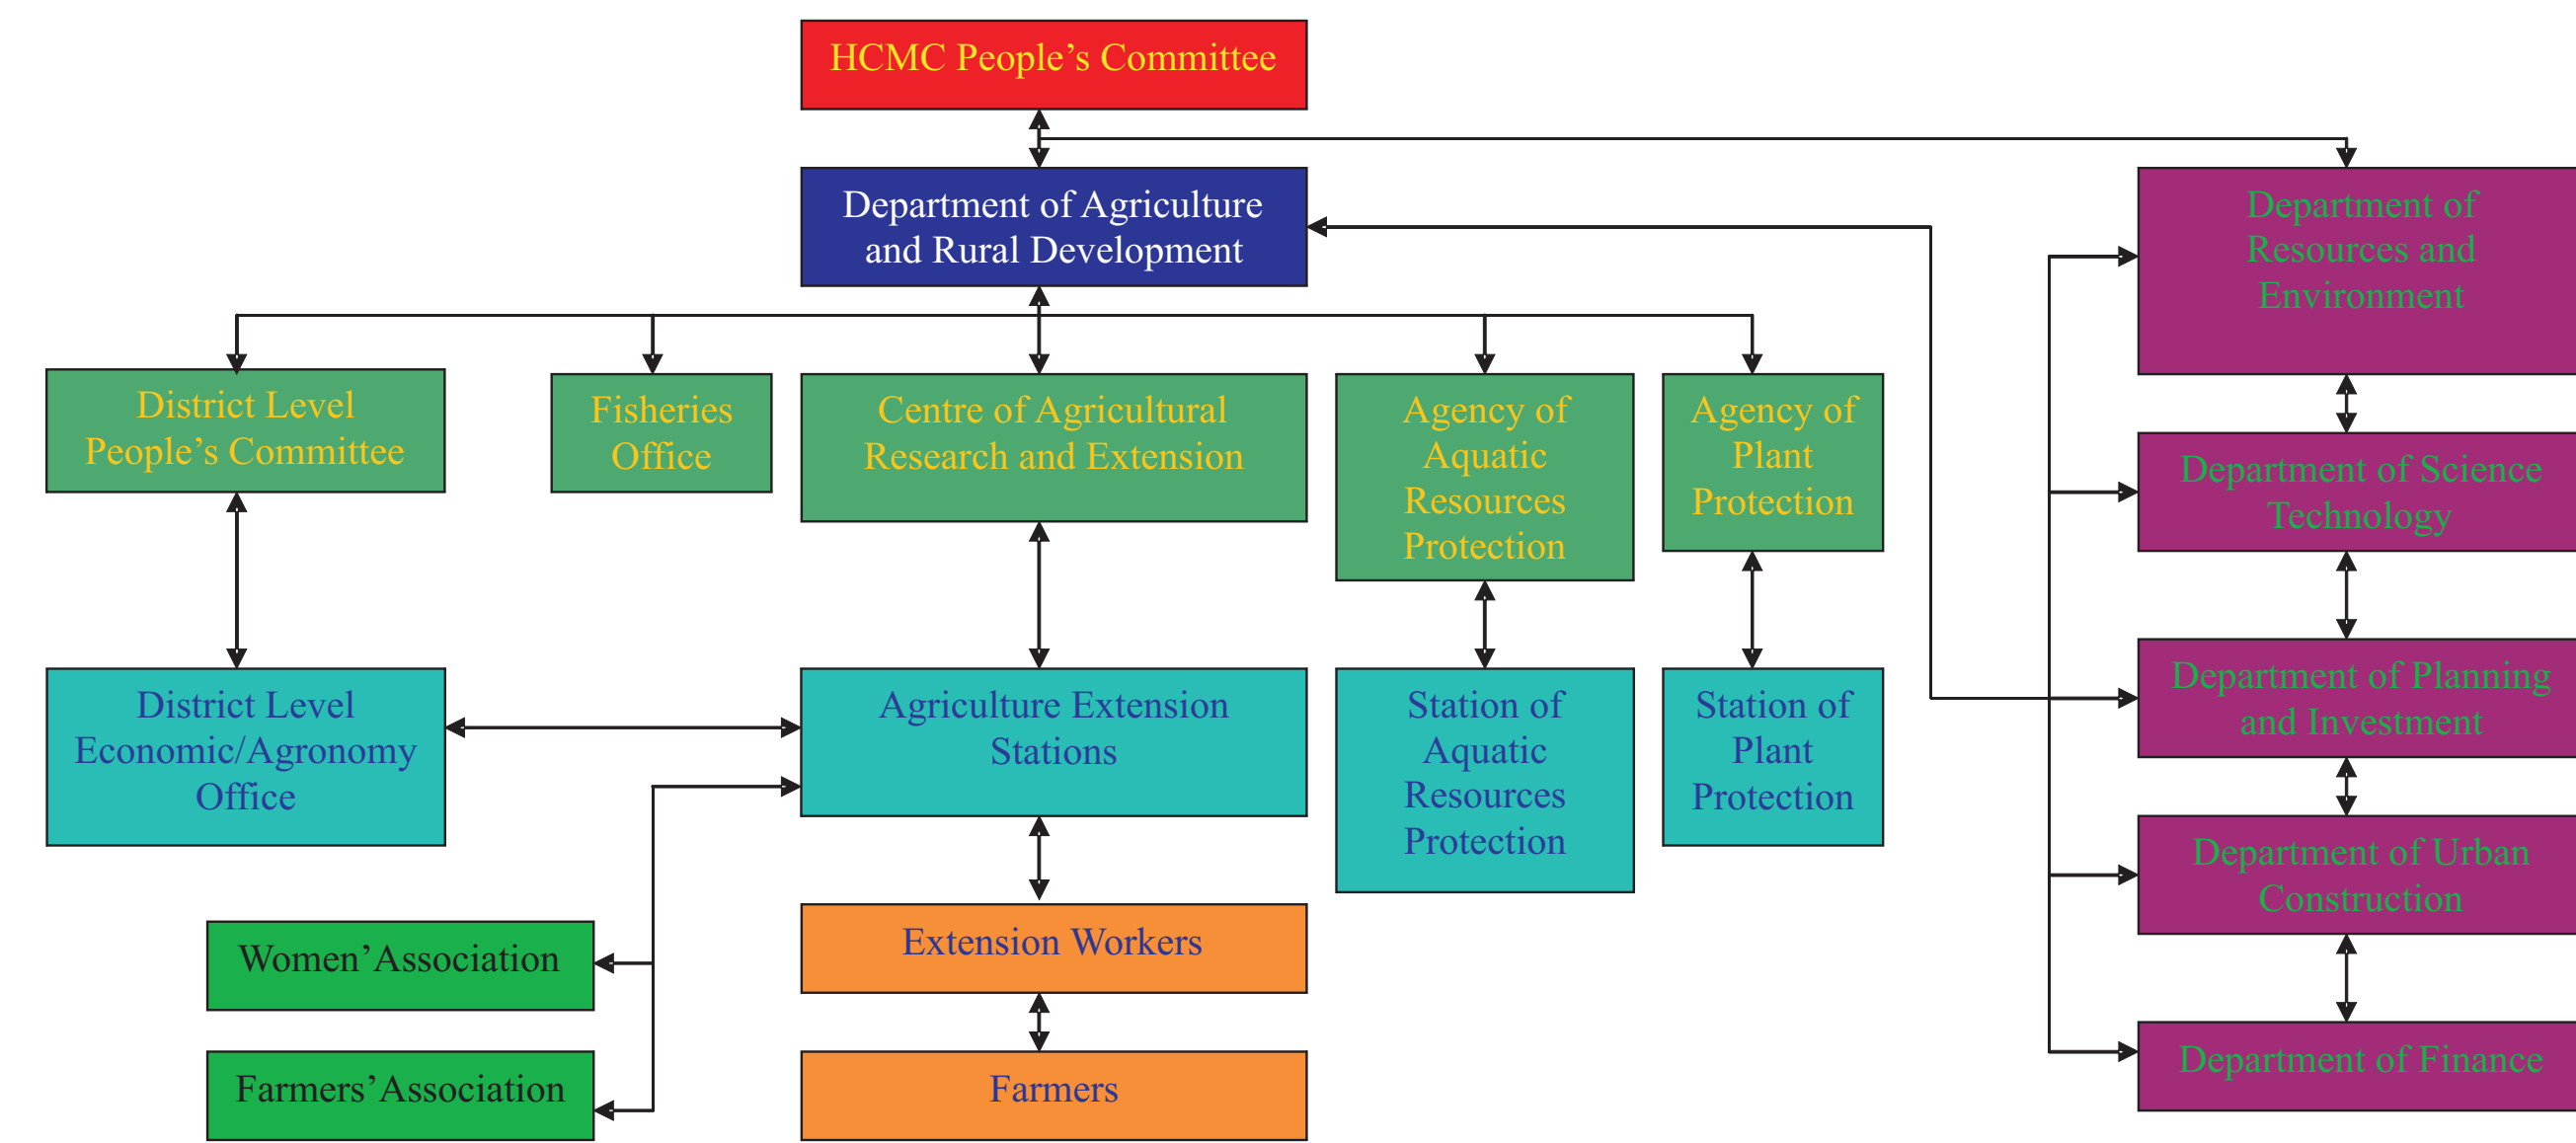 HCMC People’s Committee
Department of Agriculture
and Rural Development
Department of
Resources and
Environment
District Level
People’s Committee
Fisheries
Office
Centre of Agricultural
Research and Extension
Agency of
Aquatic
Resources
Protection
Agency of
Plant
Protection
Department of Science
Technology
District Level
Economic/Agronomy
Office
Agriculture Extension
Stations
Station of
Aquatic
Resources
Protection
Station of
Plant
Protection
Department of Planning
and Investment
Department of Urban
Construction
Women’Association
Extension Workers
Farmers’Association
Farmers
Department of Finance